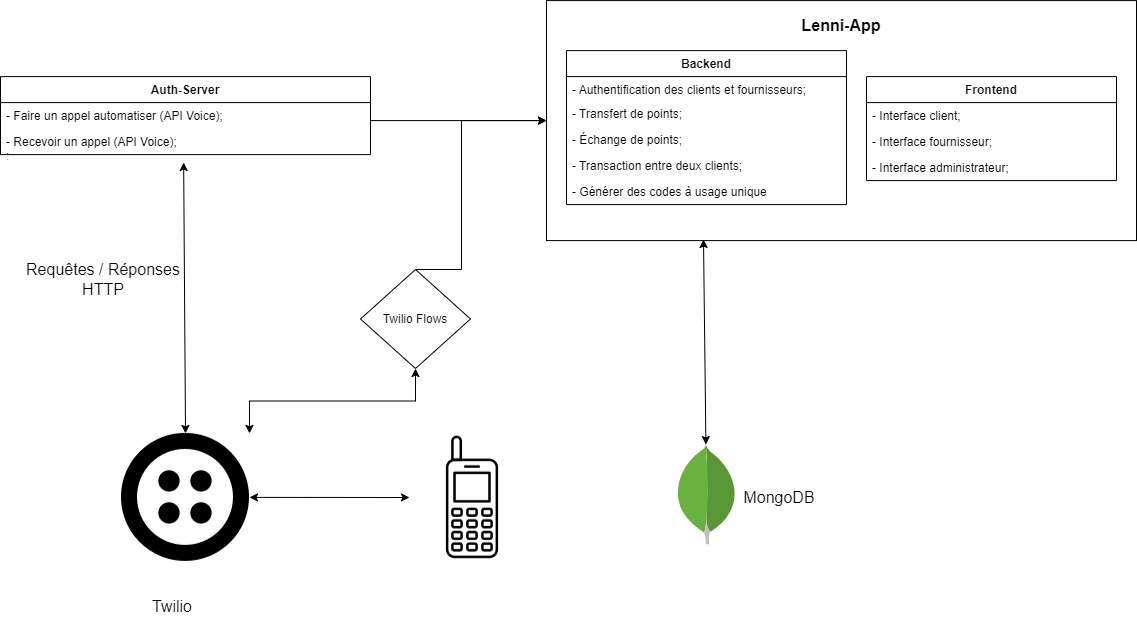 Lenni-App
Backend
- Authentification des clients et fournisseurs;
- Transfert de points;
- Échange de points;
- Transaction entre deux clients;
- Générer des codes à usage unique
Frontend
- Interface client;
- Interface fournisseur;
- Interface administrateur;
Auth-Server
- Faire un appel automatiser (API Voice);
- Recevoir un appel (API Voice);
Requêtes / Réponses
HTTP
Twilio Flows
MongoDB
Twilio